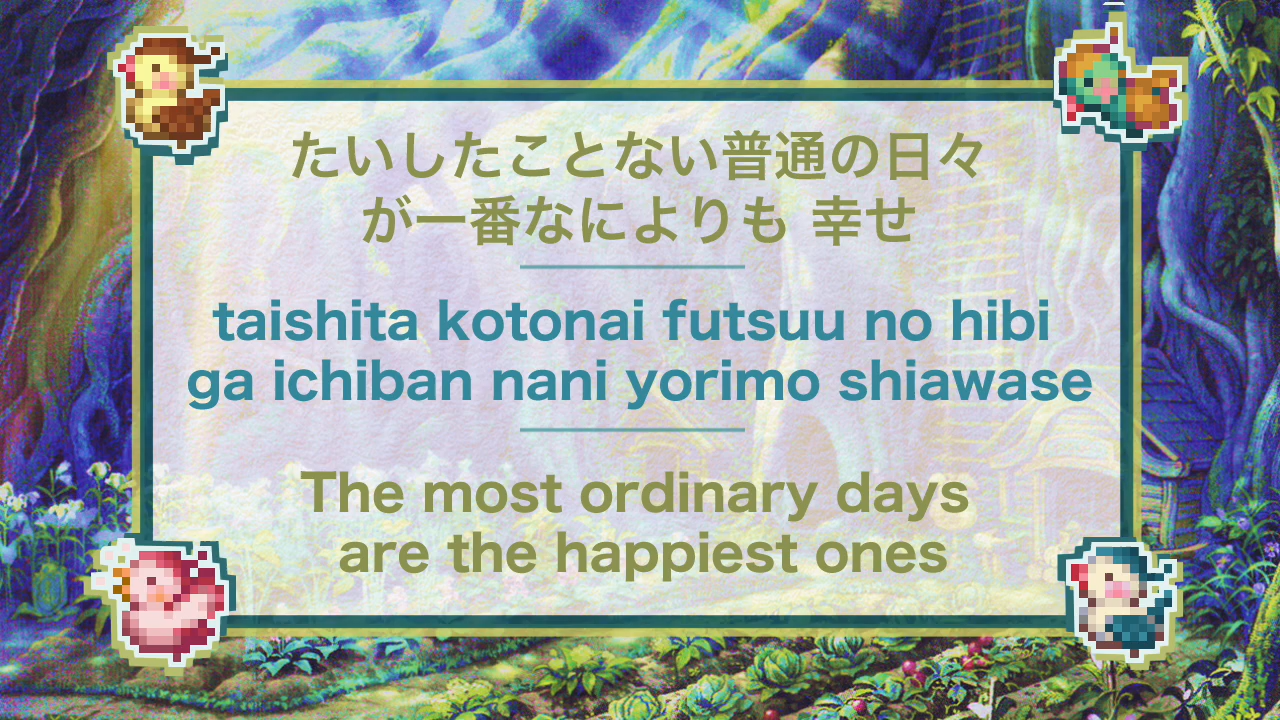 たいしたことない普通の日々
が一番なによりも 幸せ
taishita kotonai futsuu no hibi
ga ichiban nani yorimo shiawase
The most ordinary days
are the happiest ones